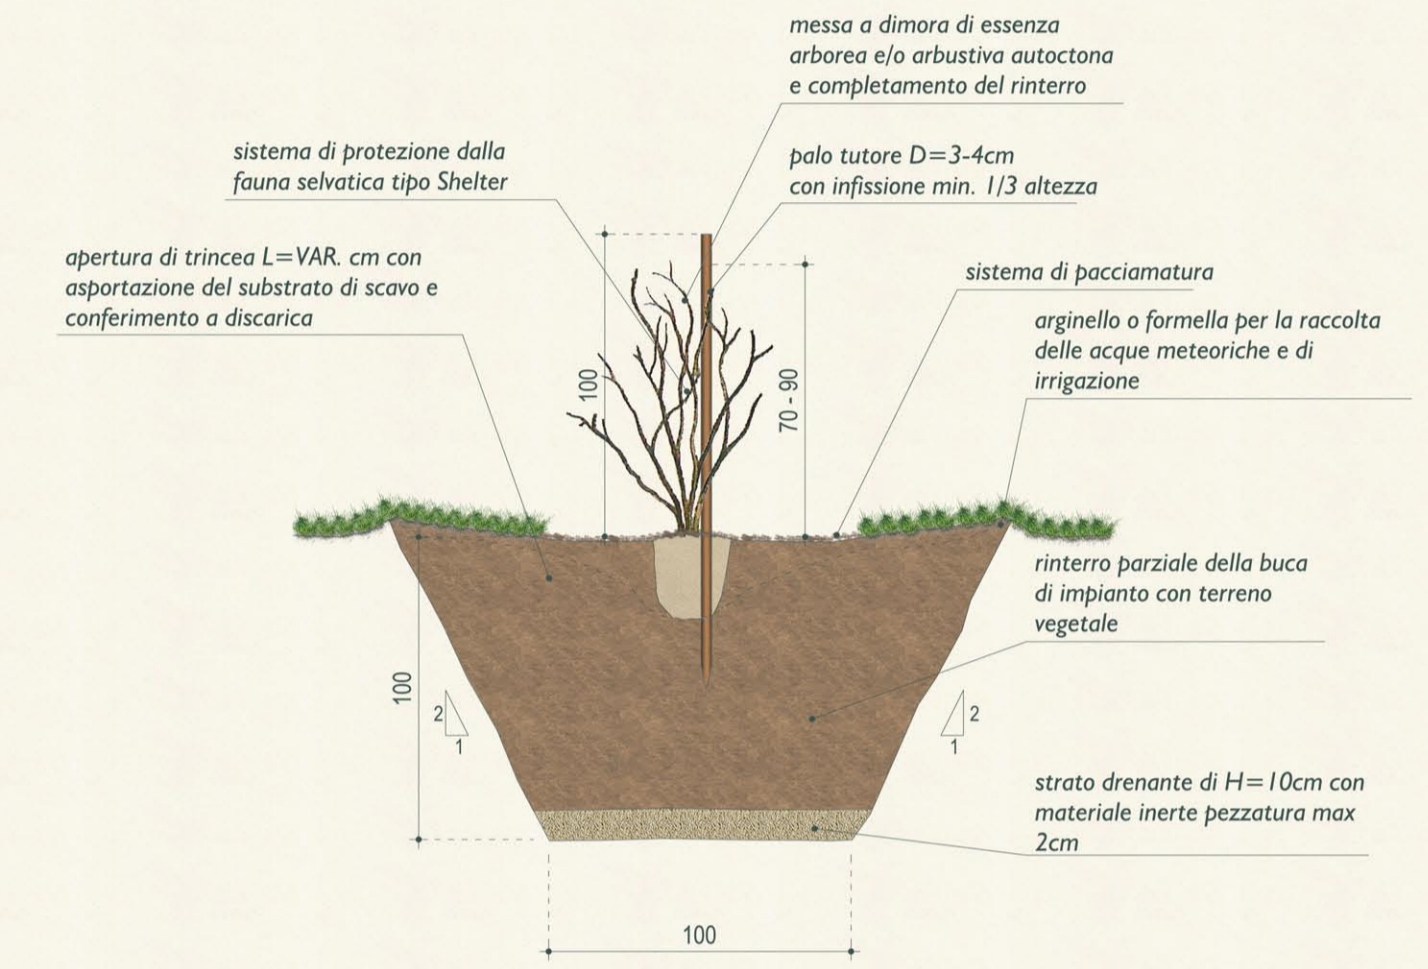 messa a dimora di essenza
arborea e/o arbustiva autoctona
e completamento del rinterro
sistema di protezione dalla
fauna selvatica tipo Shelter
palo tutore D=3-4cm
con infissione min. 1/3 altezza
apertura di trincea L=VAR. cm con
asportazione del substrato di scavo e
conferimento a discarica
sistema di pacciamatura
arginello o formella per la raccolta
delle acque meteoriche e di
irrigazione
100
70 - 90
rinterro parziale della buca
di impianto con terreno
vegetale
100
2
1
2
1
strato drenante di H=10cm con
materiale inerte pezzatura max
2cm
100